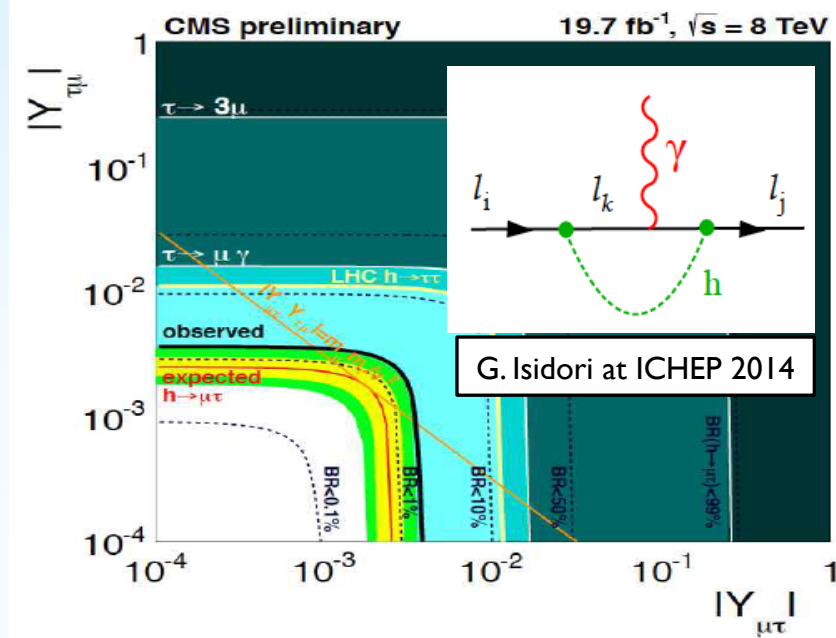 CMS preliminary 19.7 fb⁻¹, √s = 8 TeV
|Y_τμ|
1
10⁻¹
10⁻²
10⁻³
10⁻⁴
τ→ 3μ
τ→ μ γ
LHC h→ττ
observed
expected
h→μτ
BR<0.1%
BR<1%
BR<10%
BR<50%
BR(h→μτ)<99%
γ
l_i
l_k
l_j
h
G. Isidori at ICHEP 2014
10⁻⁴ 10⁻³ 10⁻² 10⁻¹ 1
|Y_μτ|